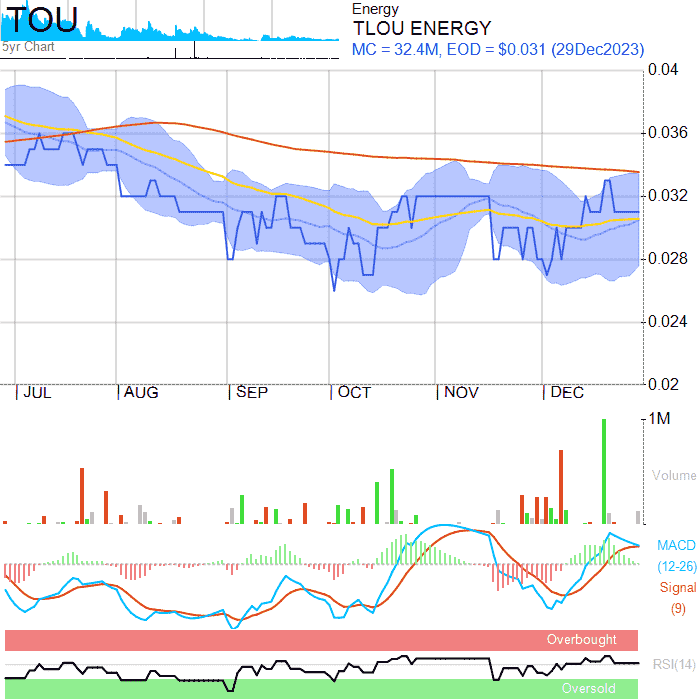 TOU
5yr Chart
Energy
TLOU ENERGY
MC = 32.4M, EOD = $0.031 (29Dec2023)
0.04
0.036
0.032
0.028
0.024
0.02
JUL AUG SEP OCT NOV DEC
1M
Volume
MACD
(12-26)
Signal
(9)
Overbought
RSI(14)
Oversold